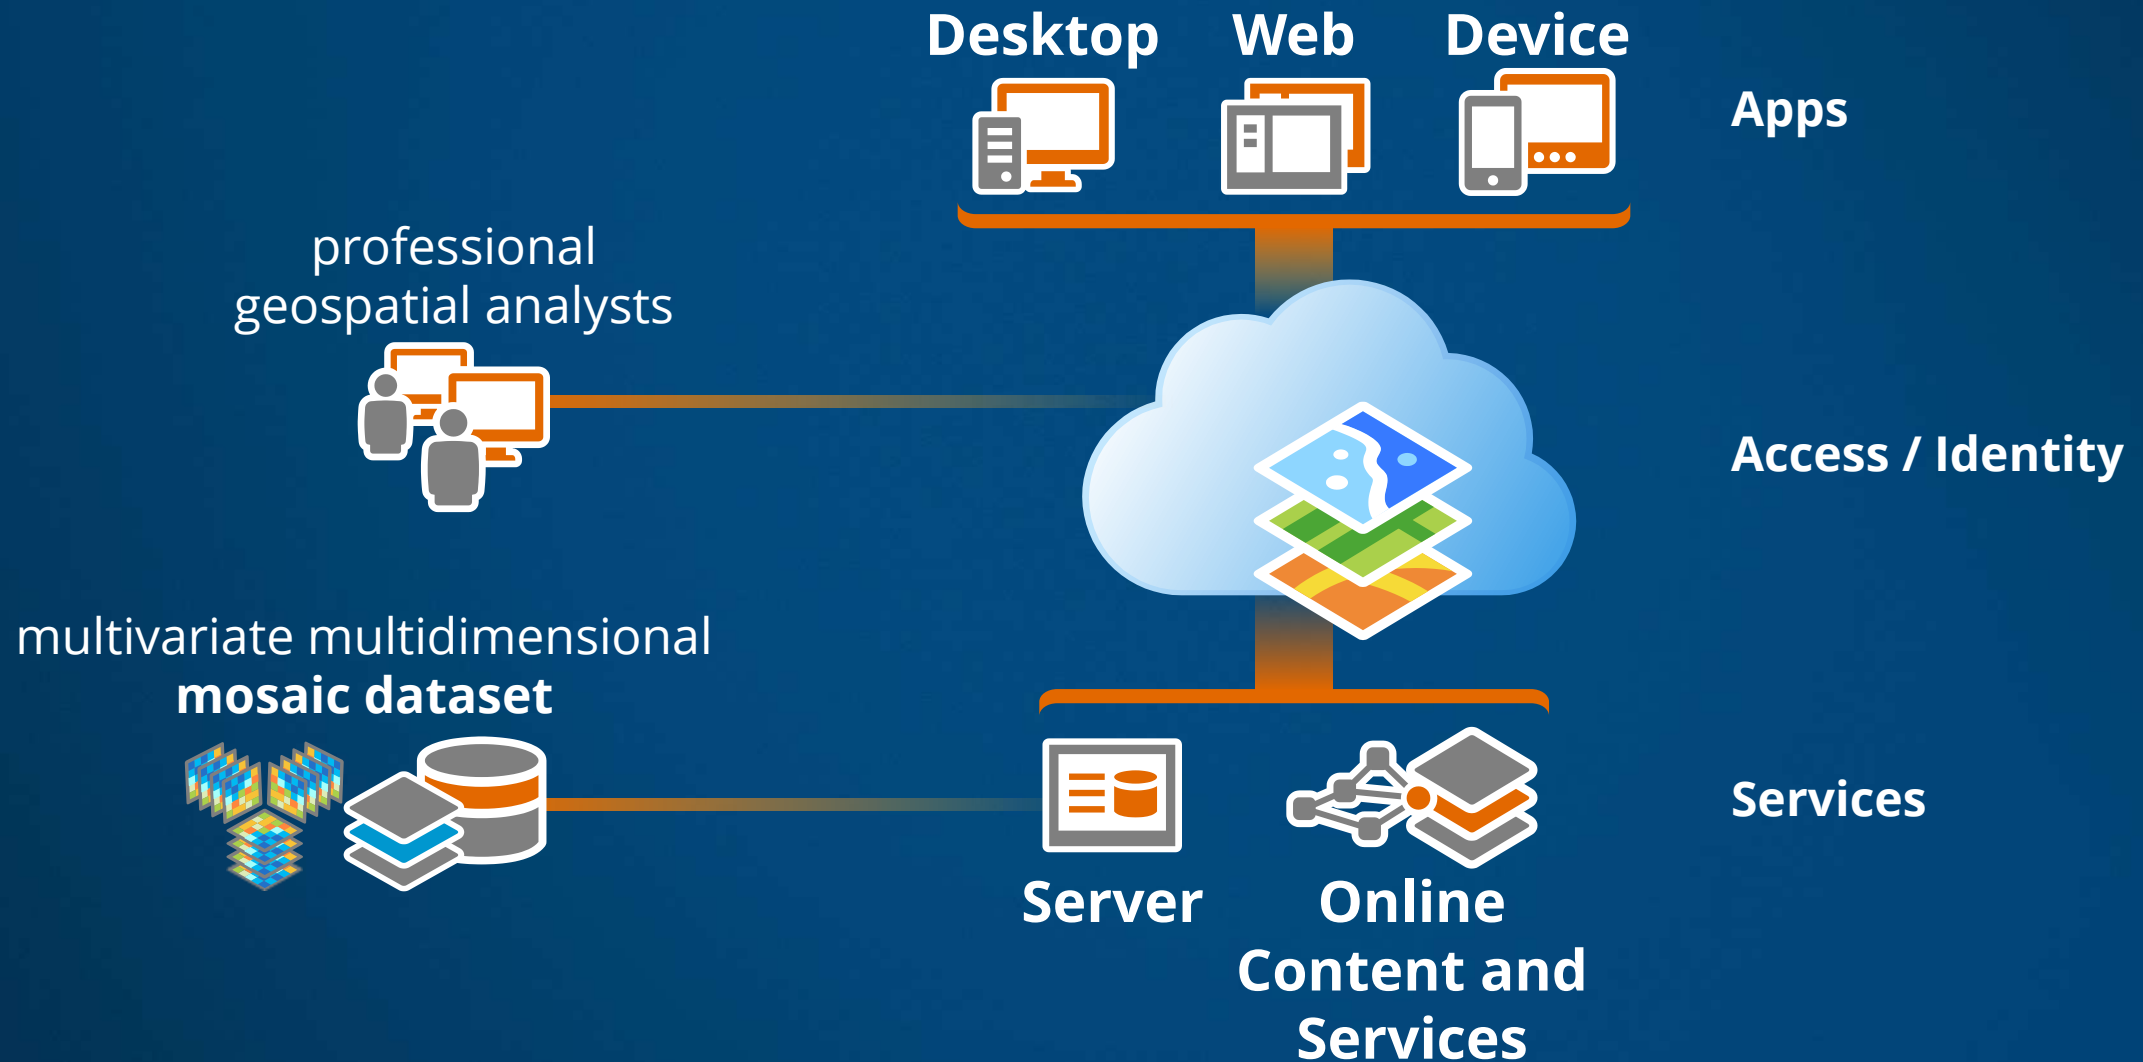 Desktop
Web
Device
Apps
professional
geospatial analysts
Access / Identity
multivariate multidimensional
mosaic dataset
Services
Server
Online
Content and
Services